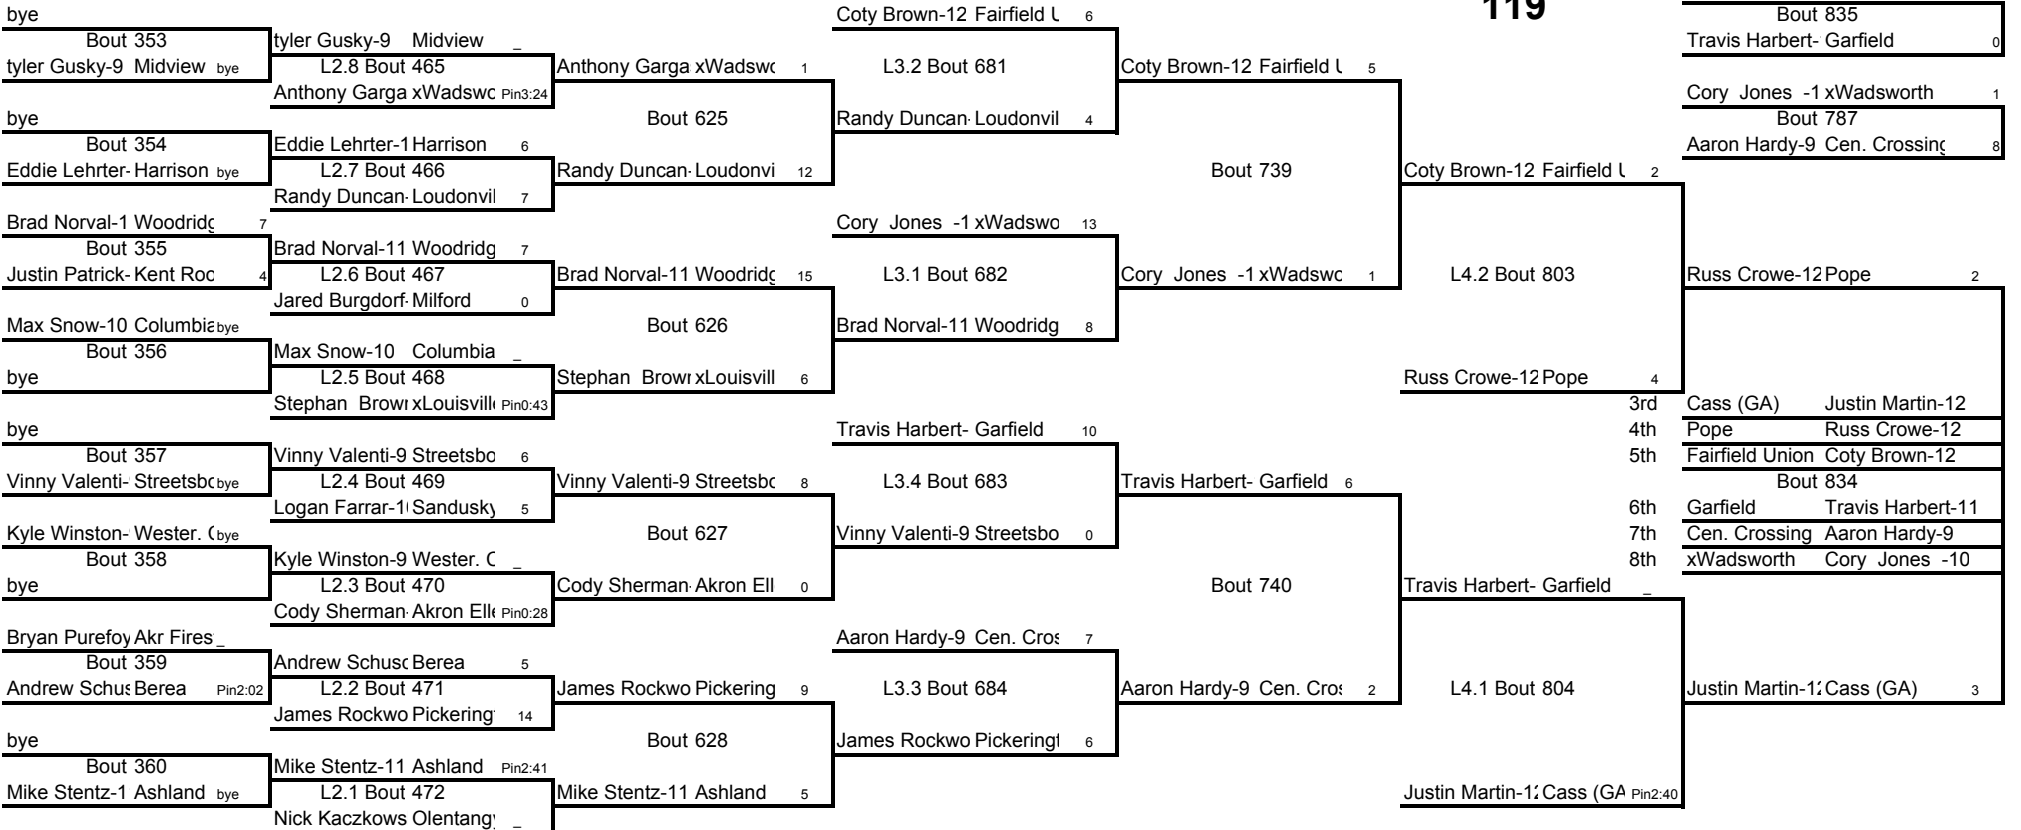 bye
Bout 353
tyler Gusky-9 Midview bye
bye
Bout 354
Eddie Lehrter- Harrison bye
Brad Norval-1 Woodridg 7
Bout 355
Justin Patrick- Kent Roo 4
Max Snow-10 Columbia bye
Bout 356
bye
bye
Bout 357
Vinny Valenti- Streetsbo bye
Kyle Winston- Wester. C bye
Bout 358
bye
Bryan Purefoy Akr Fires _
Bout 359
Andrew Schus Berea Pin2:02
bye
Bout 360
Mike Stentz-1 Ashland bye
tyler Gusky-9 Midview _
L2.8 Bout 465
Anthony Garga xWadswo Pin3:24
Eddie Lehrter-1 Harrison 6
L2.7 Bout 466
Randy Duncan- Loudonvil 7
Brad Norval-11 Woodridg 7
L2.6 Bout 467
Jared Burgdorf- Milford 0
Max Snow-10 Columbia _
L2.5 Bout 468
Stephan Brown xLouisville Pin0:43
Vinny Valenti-9 Streetsbo 6
L2.4 Bout 469
Logan Farrar-1 Sandusky 5
Kyle Winston-9 Wester. C _
L2.3 Bout 470
Cody Sherman- Akron Elle Pin0:28
Andrew Schusc Berea 5
L2.2 Bout 471
James Rockwo Pickering 14
Mike Stentz-11 Ashland Pin2:41
L2.1 Bout 472
Nick Kaczkows Olentangy _
Anthony Garga xWadswo 1
Bout 625
Randy Duncan- Loudonvi 12
Brad Norval-11 Woodridg 15
Bout 626
Stephan Brown xLouisvill 6
Vinny Valenti-9 Streetsbo 8
Bout 627
Cody Sherman- Akron Ell 0
James Rockwo Pickering 9
Bout 628
Mike Stentz-11 Ashland 5
Coty Brown-12 Fairfield U 6
L3.2 Bout 681
Randy Duncan- Loudonvil 4
Cory Jones -1 xWadswo 13
L3.1 Bout 682
Brad Norval-11 Woodridg 8
Travis Harbert- Garfield 10
L3.4 Bout 683
Vinny Valenti-9 Streetsbo 0
Aaron Hardy-9 Cen. Cros 7
L3.3 Bout 684
James Rockwo Pickeringt 6
Coty Brown-12 Fairfield U 5
Bout 739
Cory Jones -1 xWadswo 1
Travis Harbert- Garfield 6
Bout 740
Aaron Hardy-9 Cen. Cros 2
119
Coty Brown-12 Fairfield U 2
L4.2 Bout 803
Russ Crowe-12 Pope 4
Travis Harbert- Garfield _
L4.1 Bout 804
Justin Martin-12 Cass (GA Pin2:40
Bout 835
Travis Harbert- Garfield 0
Cory Jones -1 xWadsworth 1
Bout 787
Aaron Hardy-9 Cen. Crossing 8
Russ Crowe-12 Pope 2
3rd Cass (GA) Justin Martin-12
4th Pope Russ Crowe-12
5th Fairfield Union Coty Brown-12
Bout 834
6th Garfield Travis Harbert-11
7th Cen. Crossing Aaron Hardy-9
8th xWadsworth Cory Jones -10
Justin Martin-12 Cass (GA) 3